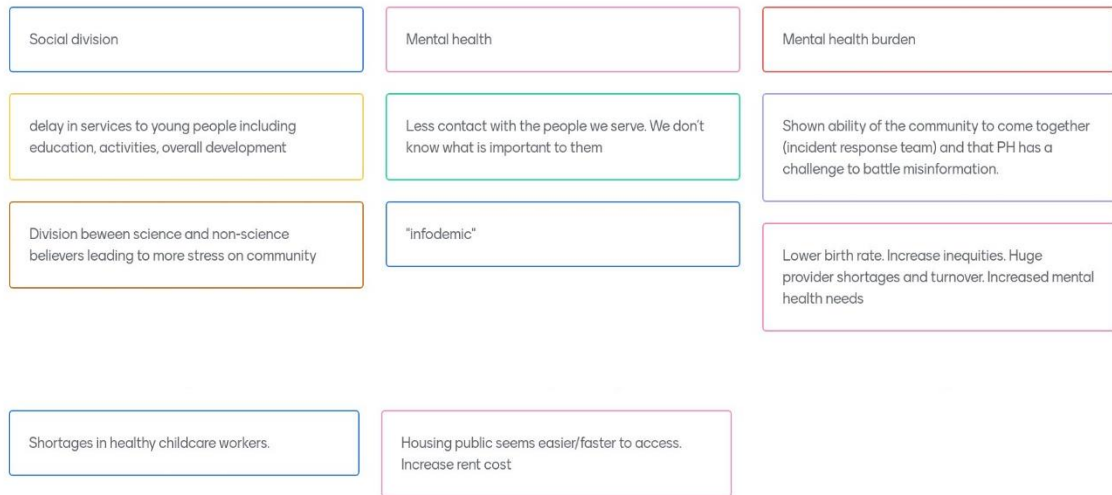 Social division
Mental health
Mental health burden
delay in services to young people including
education, activities, overall development
Less contact with the people we serve. We don't
know what is important to them
Shown ability of the community to come together
(incident response team) and that PH has a
challenge to battle misinformation.
Division beween science and non-science
believers leading to more stress on community
"infodemic"
Lower birth rate. Increase inequities. Huge
provider shortages and turnover. Increased mental
health needs
Shortages in healthy childcare workers.
Housing public seems easier/faster to access.
Increase rent cost